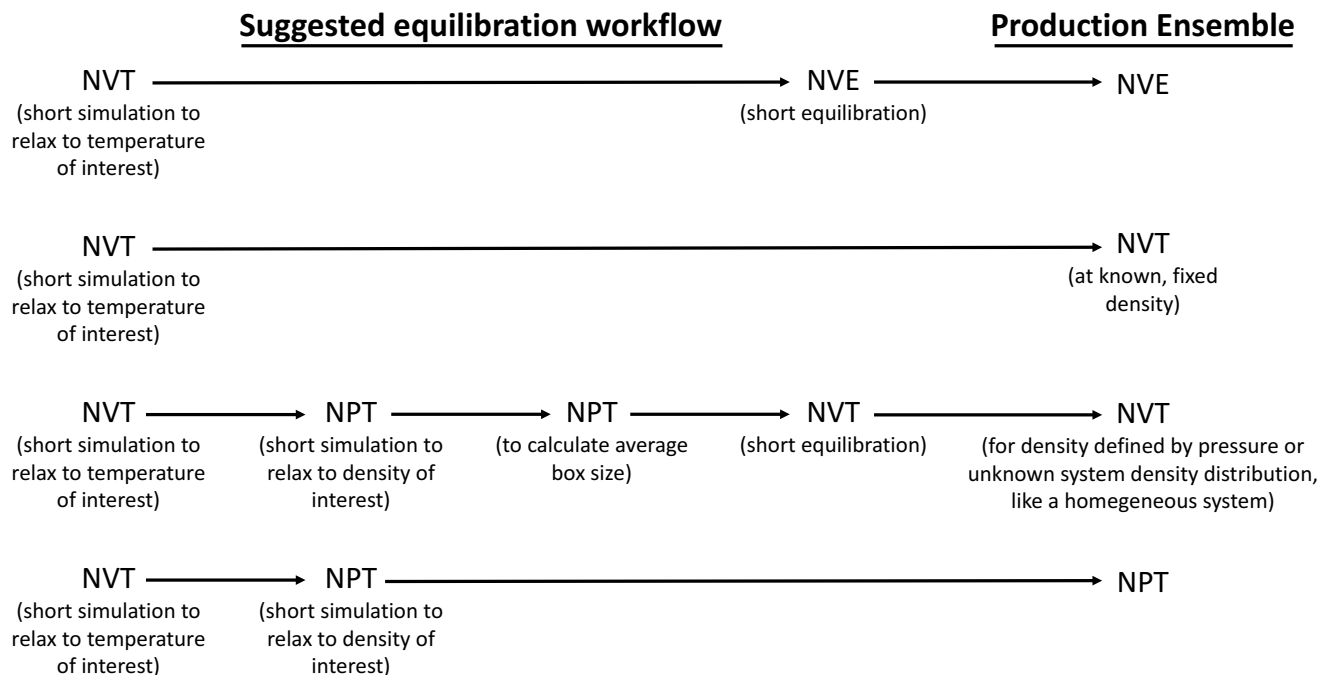 Suggested equilibration workflow
Production Ensemble
NVT
NVE
NVE
(short simulation to
relax to temperature
of interest)
(short equilibration)
NVT
NVT
(short simulation to
relax to temperature
of interest)
(at known, fixed
density)
NVT
NPT
NPT
NVT
NVT
(short simulation to
relax to temperature
of interest)
(short simulation to
relax to density of
interest)
(to calculate average
box size)
(short equilibration)
(for density defined by pressure or
unknown system density distribution,
like a homegeneous system)
NVT
NPT
NPT
(short simulation to
relax to temperature
of interest)
(short simulation to
relax to density of
interest)